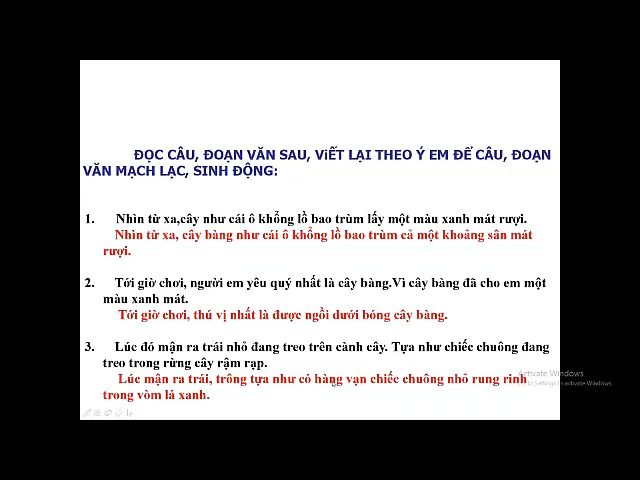 ĐỌC CÂU, ĐOẠN VĂN SAU, ViẾT LẠI THEO Ý EM ĐỂ CÂU, ĐOẠN
VĂN MẠCH LẠC, SINH ĐỘNG:
1. Nhìn từ xa,cây như cái ô khổng lồ bao trùm lấy một màu xanh mát rượi.
Nhìn từ xa, cây bàng như cái ô khổng lồ bao trùm cả một khoảng sân mát
rượi.
2. Tới giờ chơi, người em yêu quý nhất là cây bàng.Vì cây bàng đã cho em một
màu xanh mát.
Tới giờ chơi, thú vị nhất là được ngồi dưới bóng cây bàng.
3. Lúc đó mận ra trái nhỏ đang treo trên cành cây. Tựa như chiếc chuông đang
treo trong rừng cây rậm rạp.
Lúc mận ra trái, trông tựa như có hàng vạn chiếc chuông nhỏ rung rinh
trong vòm lá xanh.
Activate Windows
to Settings to activate Windows